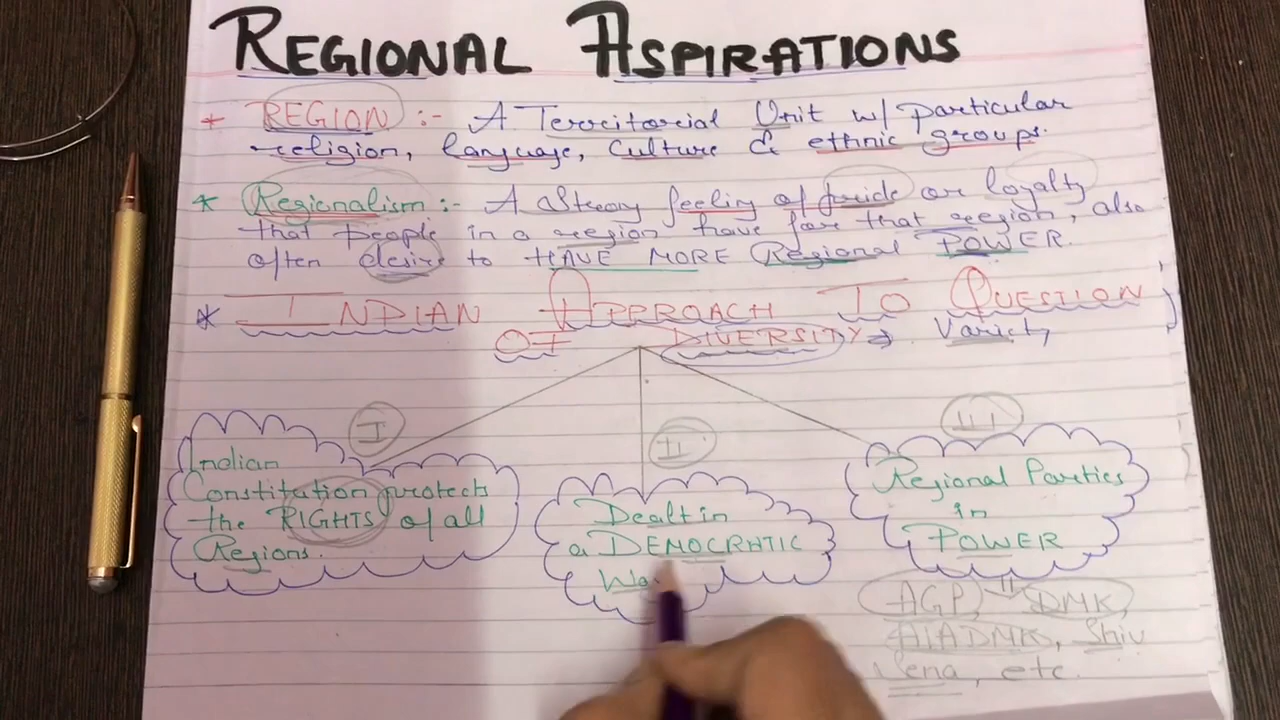 REGIONAL ASPIRATIONS
* REGION :- A Territorial Unit w/ particular
religion, language, culture & ethnic groups.
* Regionalism :- A strong feeling of pride or loyalty
that people in a region have for that region, also
often desire to HAVE MORE Regional POWER.
* INDIAN APPROACH TO QUESTION
OF DIVERSITY → Variety
I
II
III
Indian
Constitution protects
the RIGHTS of all
Regions.
Dealt in
a DEMOCRATIC
Regional Parties
in
POWER
AGP, DMK,
AIADMK, Shiv
Sena, etc.